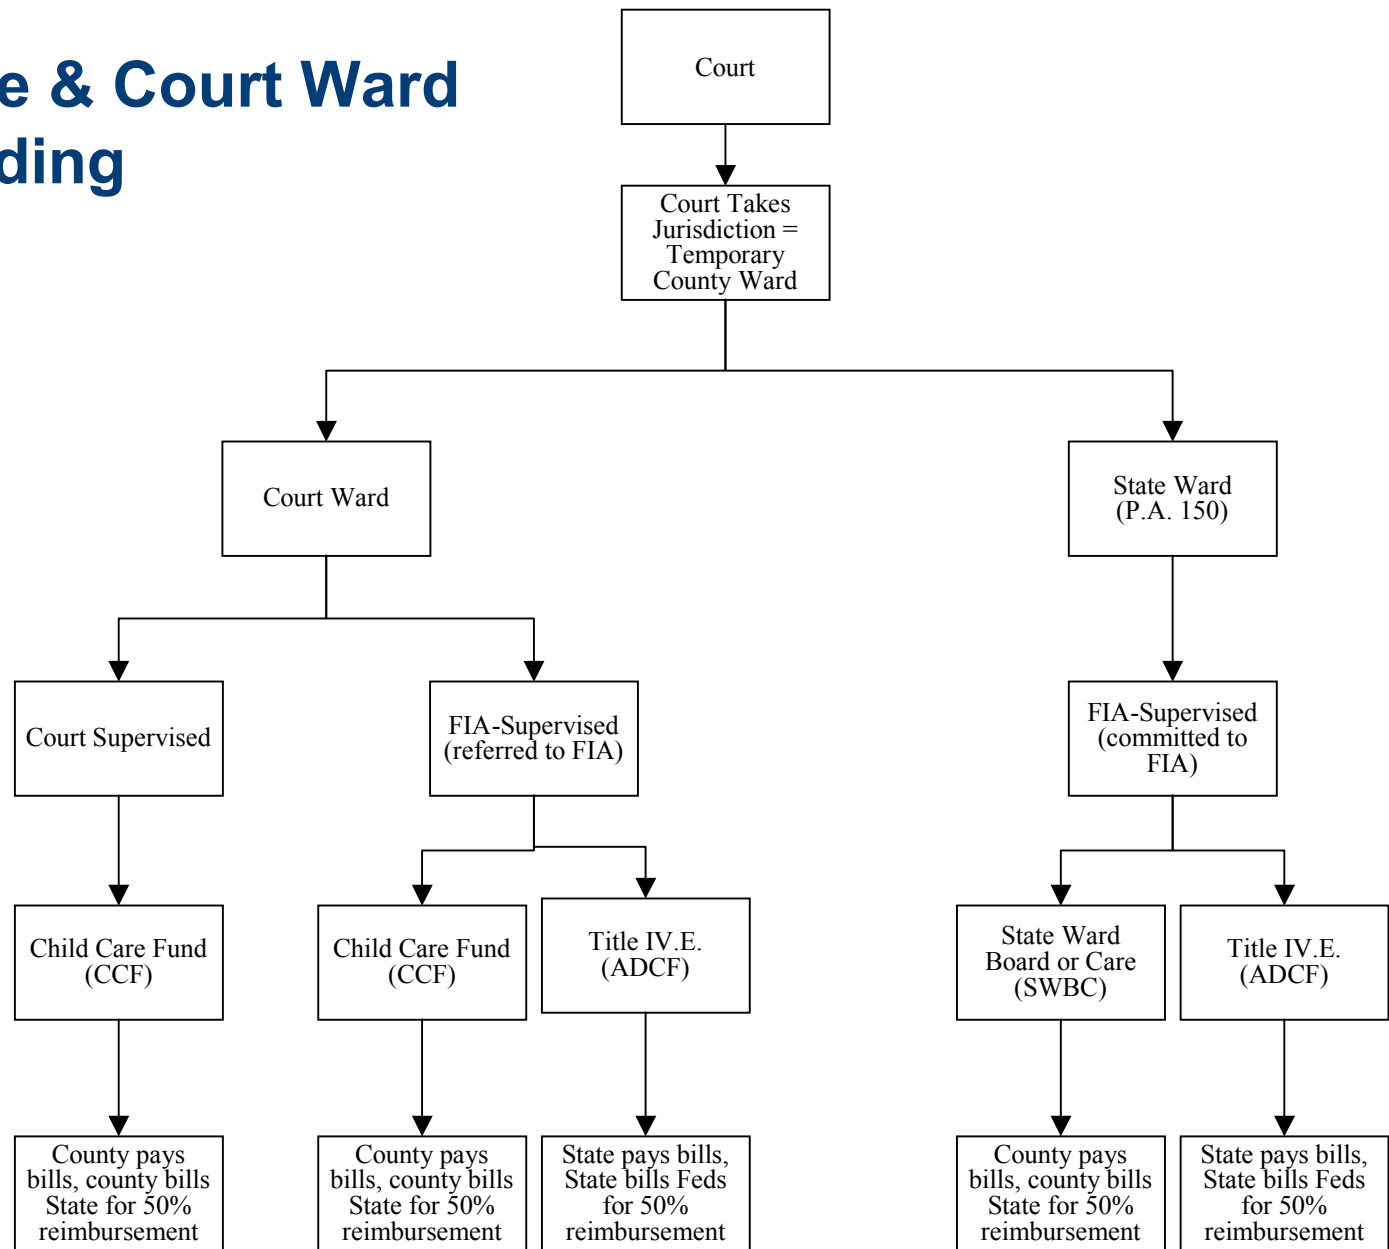 e & Court Ward
ding
Court
Court Takes
Jurisdiction =
Temporary
County Ward
Court Ward
State Ward
(P.A. 150)
Court Supervised
FIA-Supervised
(referred to FIA)
FIA-Supervised
(committed to
FIA)
Child Care Fund
(CCF)
Child Care Fund
(CCF)
Title IV.E.
(ADCF)
State Ward
Board or Care
(SWBC)
Title IV.E.
(ADCF)
County pays
bills, county bills
State for 50%
reimbursement
County pays
bills, county bills
State for 50%
reimbursement
State pays bills,
State bills Feds
for 50%
reimbursement
County pays
bills, county bills
State for 50%
reimbursement
State pays bills,
State bills Feds
for 50%
reimbursement